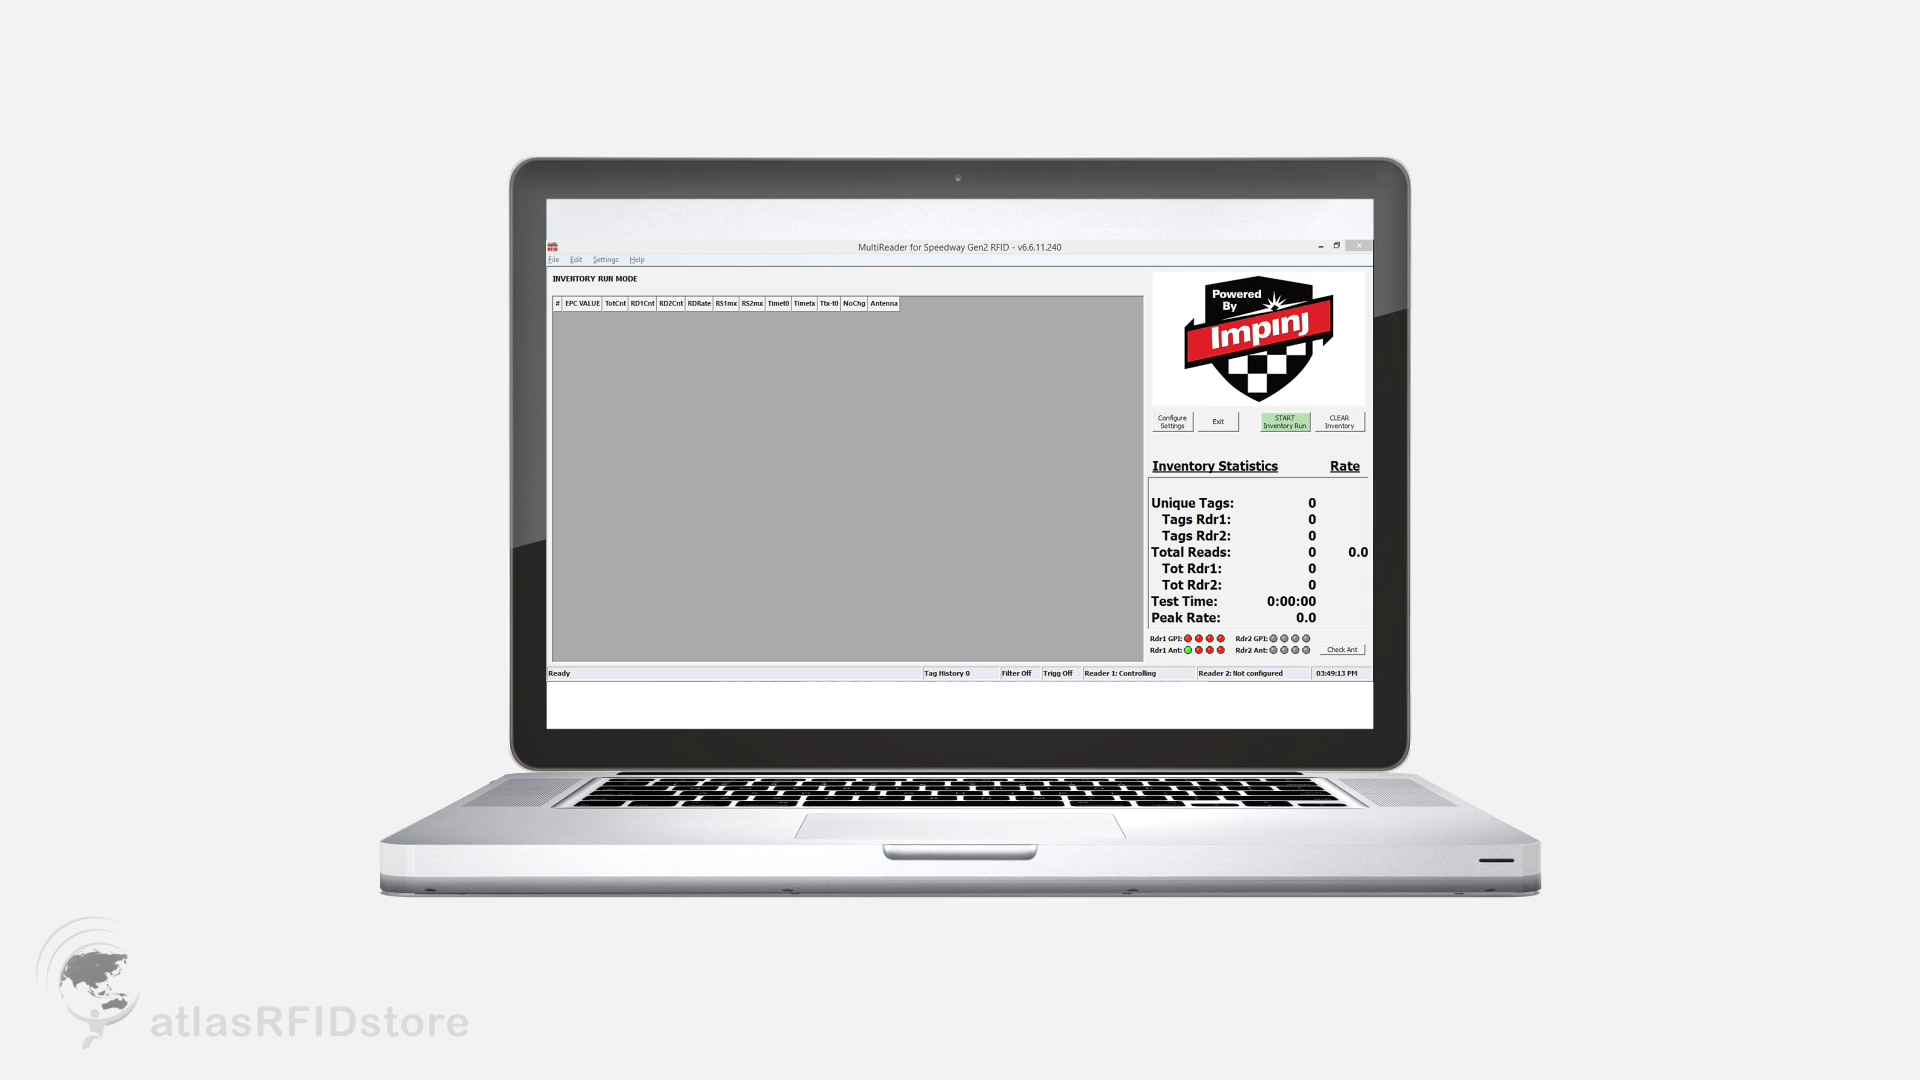 MultiReader for Speedway Gen2 RFID - v6.6.11.240
File Edit Settings Help
INVENTORY RUN MODE
# EPC VALUE TotCnt RD1Cnt RD2Cnt RDRate RS1mx RS2mx Timet0 Timetx Ttx-t0 NoChg Antenna
Powered
By
Impinj
Configure
Settings
Exit
START
Inventory Run
CLEAR
Inventory
Inventory Statistics Rate
Unique Tags: 0
Tags Rdr1: 0
Tags Rdr2: 0
Total Reads: 0 0.0
Tot Rdr1: 0
Tot Rdr2: 0
Test Time: 0:00:00
Peak Rate: 0.0
Rdr1 GPI: Rdr2 GPI:
Rdr1 Ant: Rdr2 Ant: Check Ant
Ready Tag History 0 Filter Off Trigg Off Reader 1: Controlling Reader 2: Not configured 03:49:13 PM
atlasRFIDstore